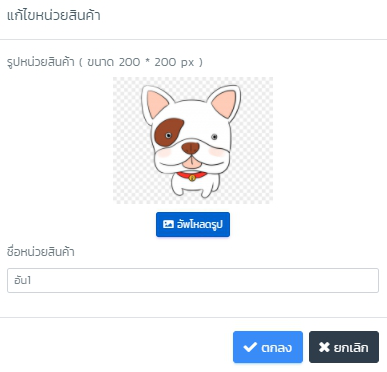 แก้ไขหน่วยสินค้า
รูปหน่วยสินค้า ( ขนาด 200 * 200 px )
อัพโหลดรูป
ชื่อหน่วยสินค้า
อัน1
ตกลง
ยกเลิก